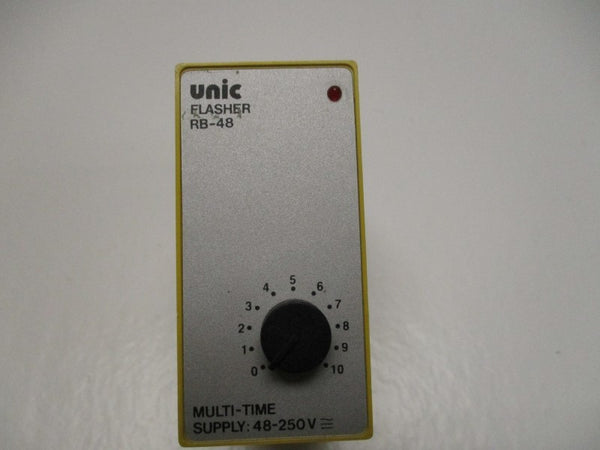 unic
FLASHER
RB-48
5
4 6
3 7
2 8
1 9
0 10
MULTI-TIME
SUPPLY: 48-250V ≂